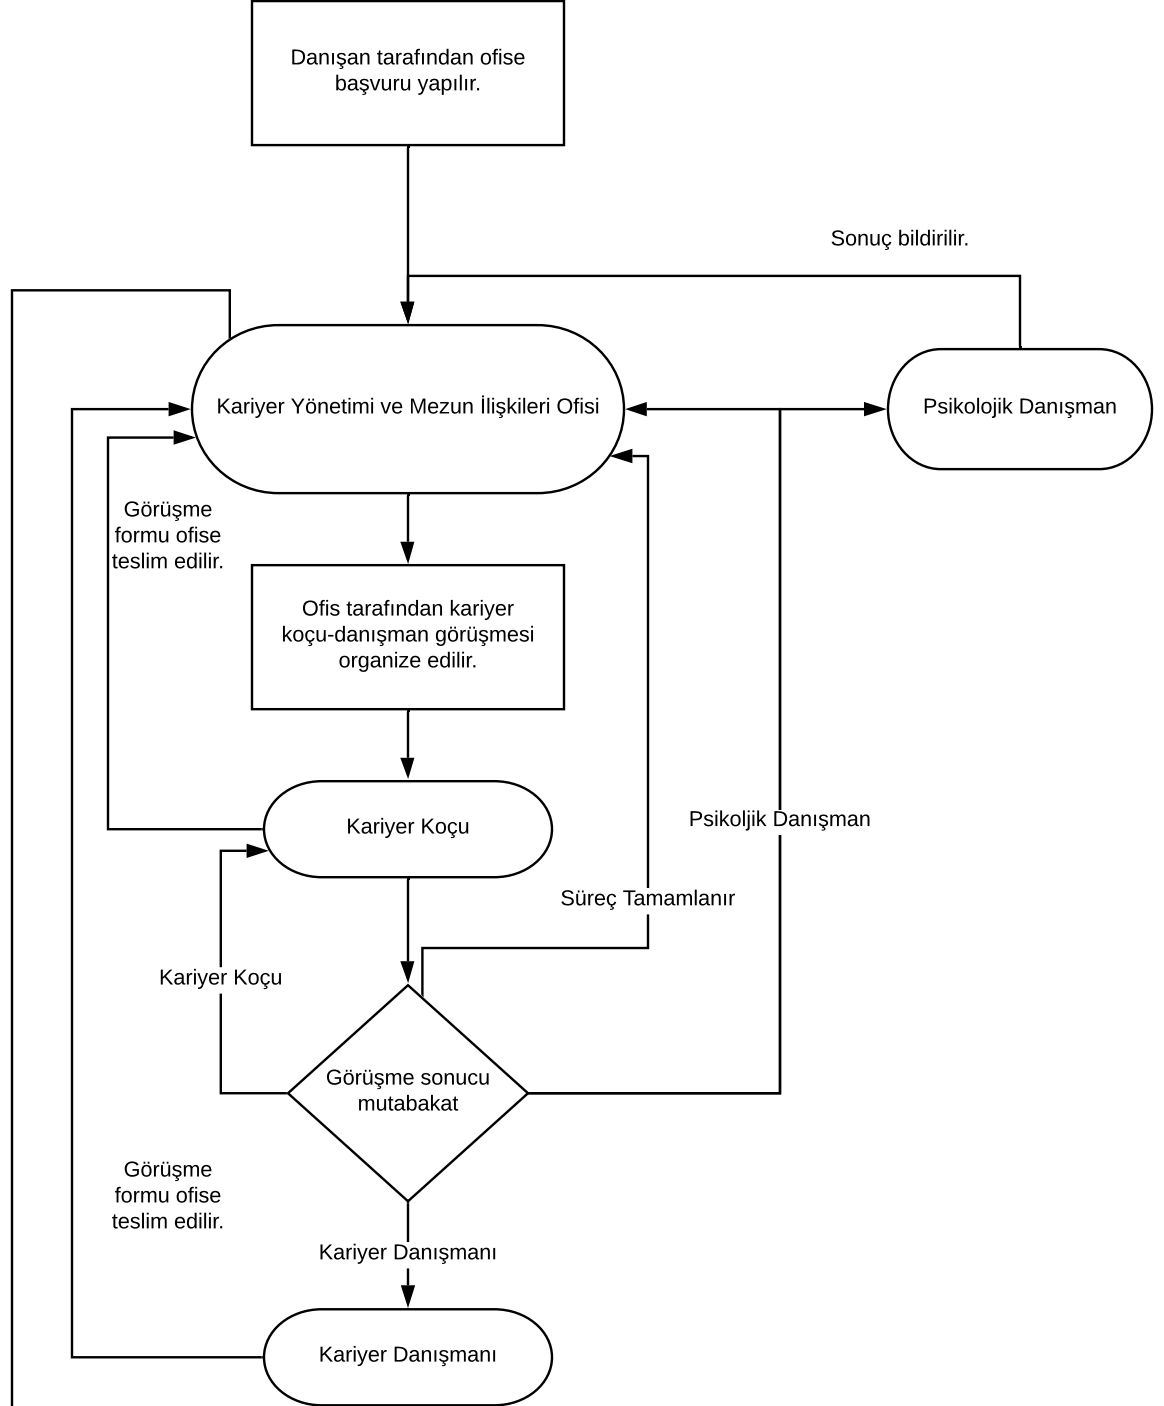 Danışan tarafından ofise
başvuru yapılır.
Sonuç bildirilir.
Kariyer Yönetimi ve Mezun İlişkileri Ofisi
Psikolojik Danışman
Görüşme
formu ofise
teslim edilir.
Ofis tarafından kariyer
koçu-danışman görüşmesi
organize edilir.
Kariyer Koçu
Psikoljik Danışman
Süreç Tamamlanır
Kariyer Koçu
Görüşme sonucu
mutabakat
Görüşme
formu ofise
teslim edilir.
Kariyer Danışmanı
Kariyer Danışmanı